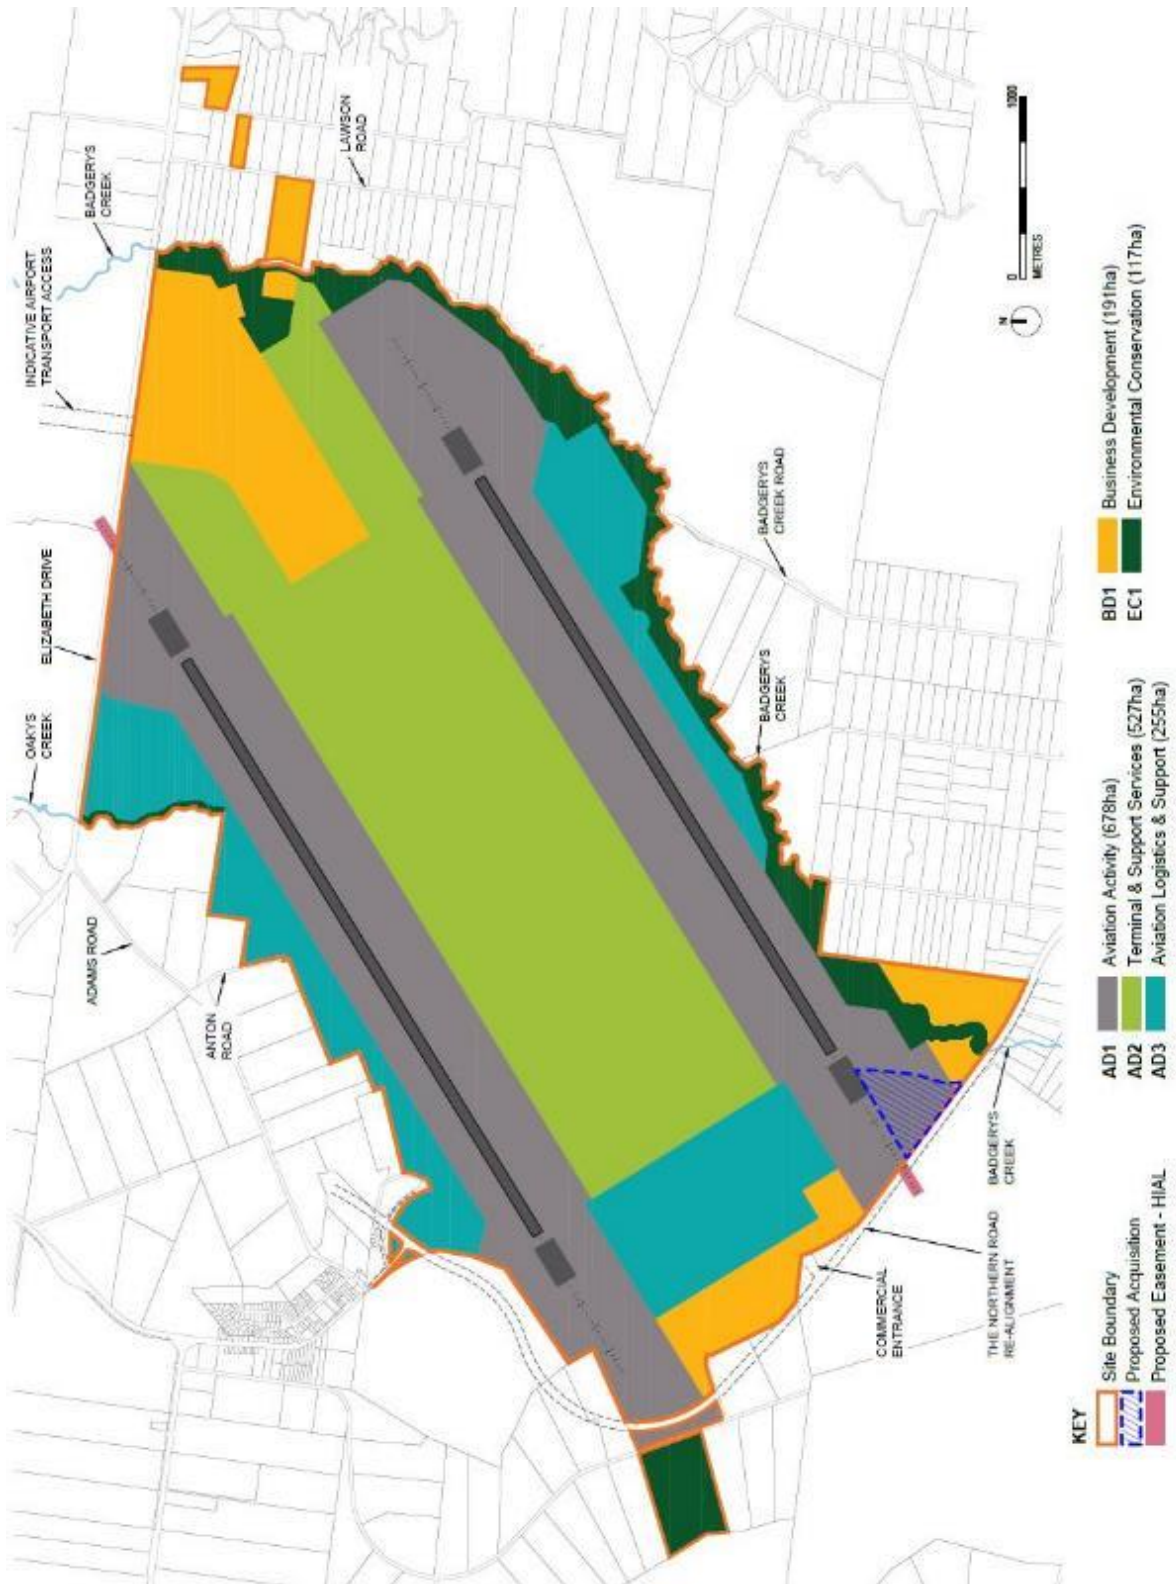 OAKYS
CREEK
ELIZABETH DRIVE
INDICATIVE AIRPORT
TRANSPORT ACCESS
BADGERYS
CREEK
LAWSON
ROAD
ADAMS ROAD
ANTON
ROAD
BADGERYS
CREEK ROAD
BADGERYS
CREEK
COMMERCIAL
ENTRANCE
THE NORTHERN ROAD
RE-ALIGNMENT
BADGERYS
CREEK
N
0
1000
METRES
KEY
Site Boundary
Proposed Acquisition
Proposed Easement - HIAL
AD1 Aviation Activity (678ha)
AD2 Terminal & Support Services (527ha)
AD3 Aviation Logistics & Support (255ha)
BD1 Business Development (191ha)
EC1 Environmental Conservation (117ha)